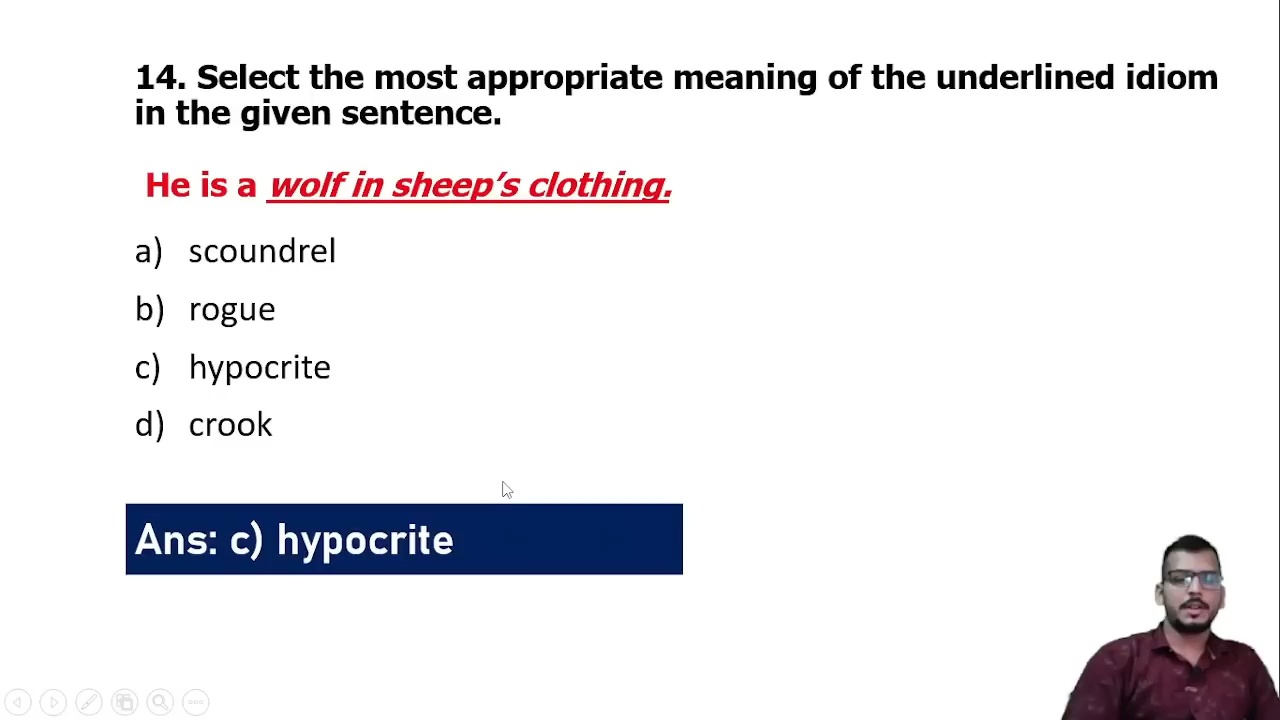 14. Select the most appropriate meaning of the underlined idiom
in the given sentence.
He is a wolf in sheep’s clothing.
a) scoundrel
b) rogue
c) hypocrite
d) crook
Ans: c) hypocrite